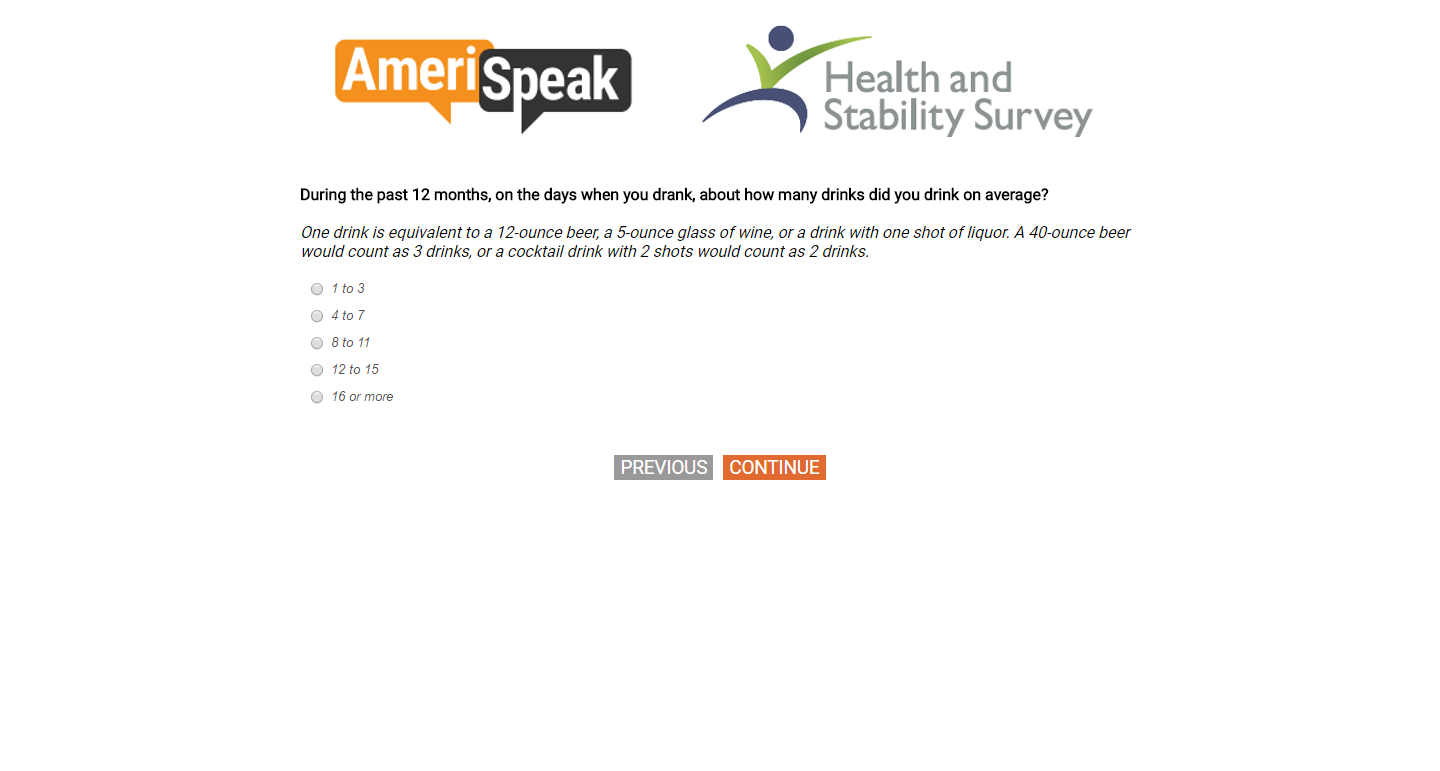 AmeriSpeak
Health and
Stability Survey
During the past 12 months, on the days when you drank, about how many drinks did you drink on average?
One drink is equivalent to a 12-ounce beer, a 5-ounce glass of wine, or a drink with one shot of liquor. A 40-ounce beer
would count as 3 drinks, or a cocktail drink with 2 shots would count as 2 drinks.
1 to 3
4 to 7
8 to 11
12 to 15
16 or more
PREVIOUS CONTINUE